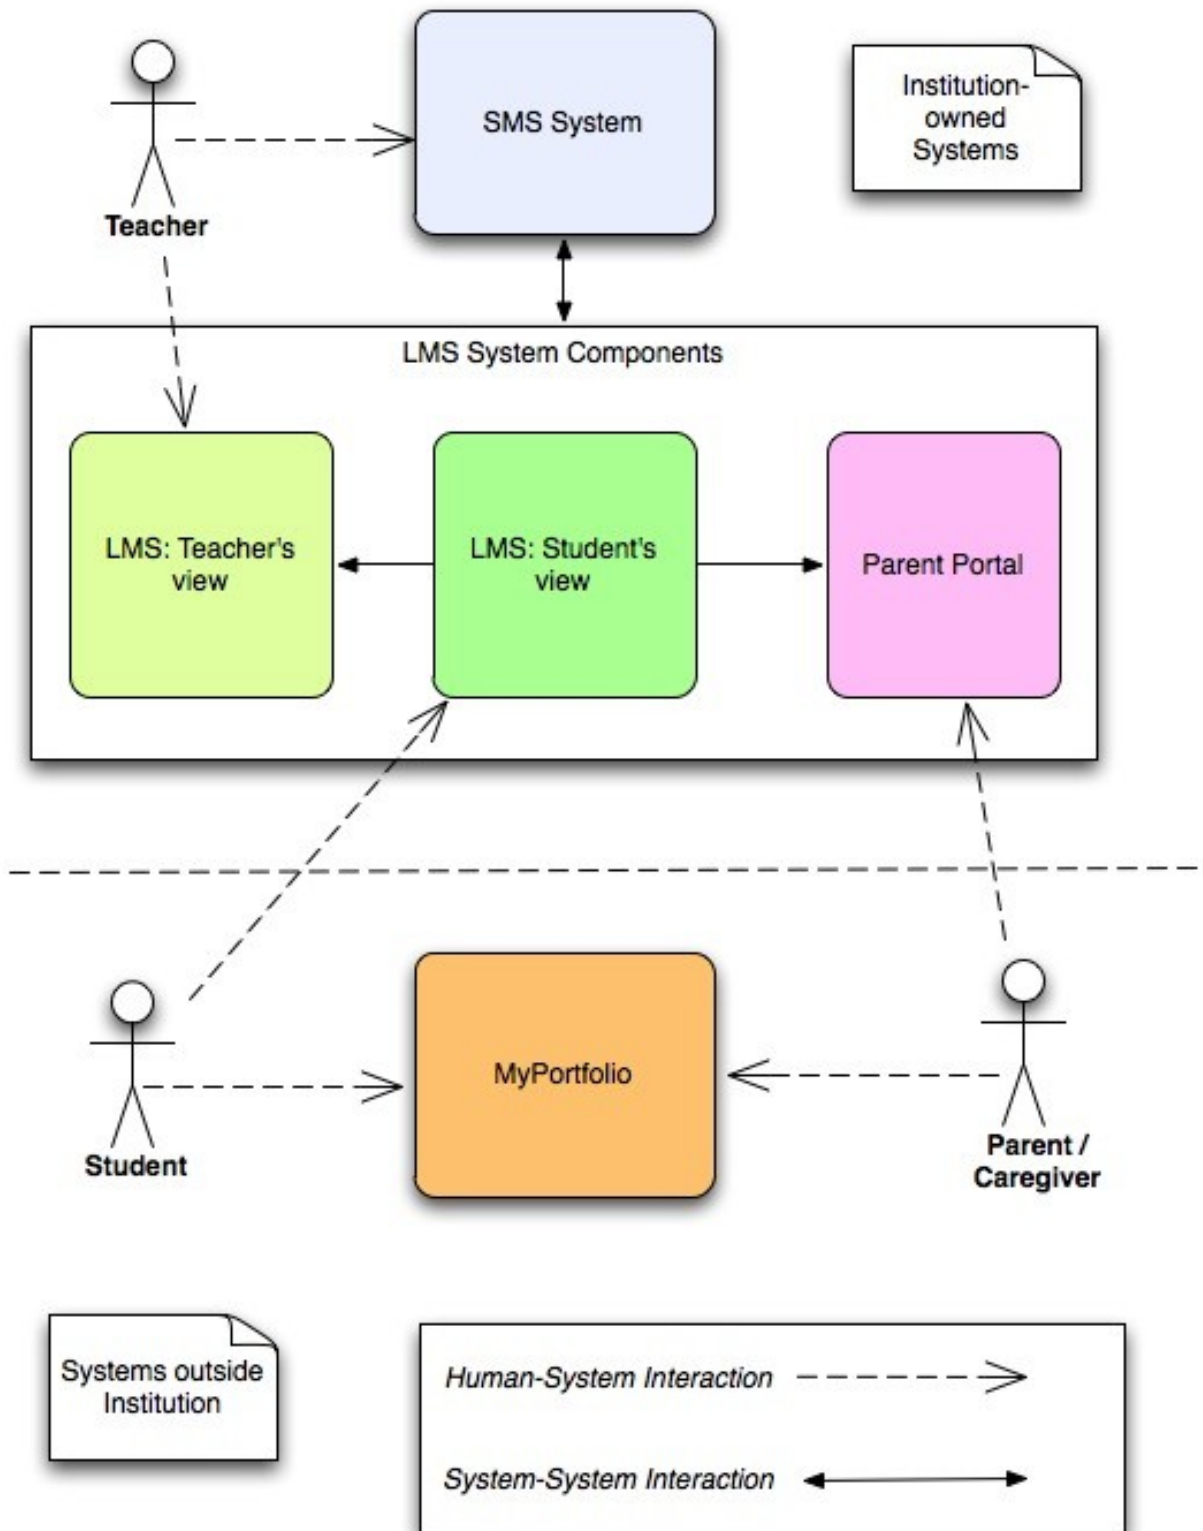 SMS System
Institution-
owned
Systems
Teacher
LMS System Components
LMS: Teacher's
view
LMS: Student's
view
Parent Portal
MyPortfolio
Student
Parent /
Caregiver
Systems outside
Institution
Human-System Interaction
System-System Interaction